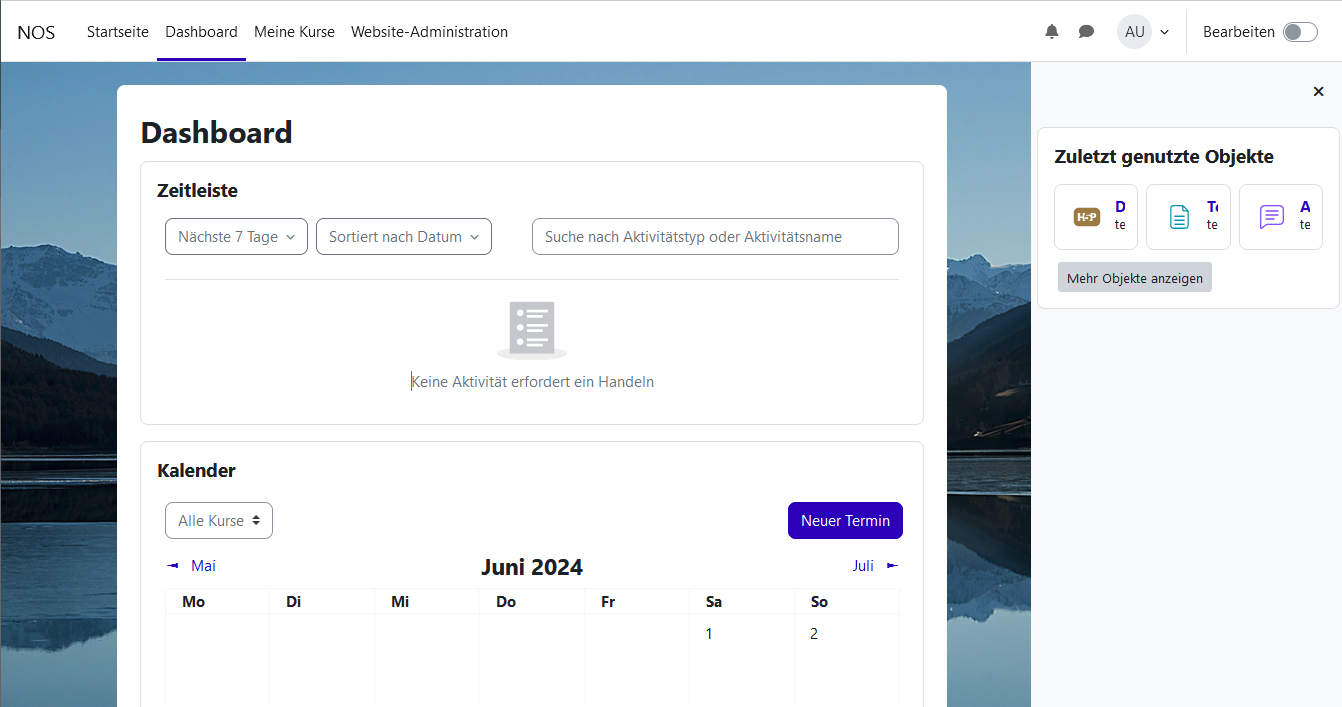 NOS Startseite Dashboard Meine Kurse Website-Administration AU Bearbeiten
Dashboard
Zeitleiste
Nächste 7 Tage Sortiert nach Datum Suche nach Aktivitätstyp oder Aktivitätsname
Keine Aktivität erfordert ein Handeln
Kalender
Alle Kurse Neuer Termin
Mai Juni 2024 Juli
Mo Di Mi Do Fr Sa So
1 2
Zuletzt genutzte Objekte
H-P D T A
te te te
Mehr Objekte anzeigen